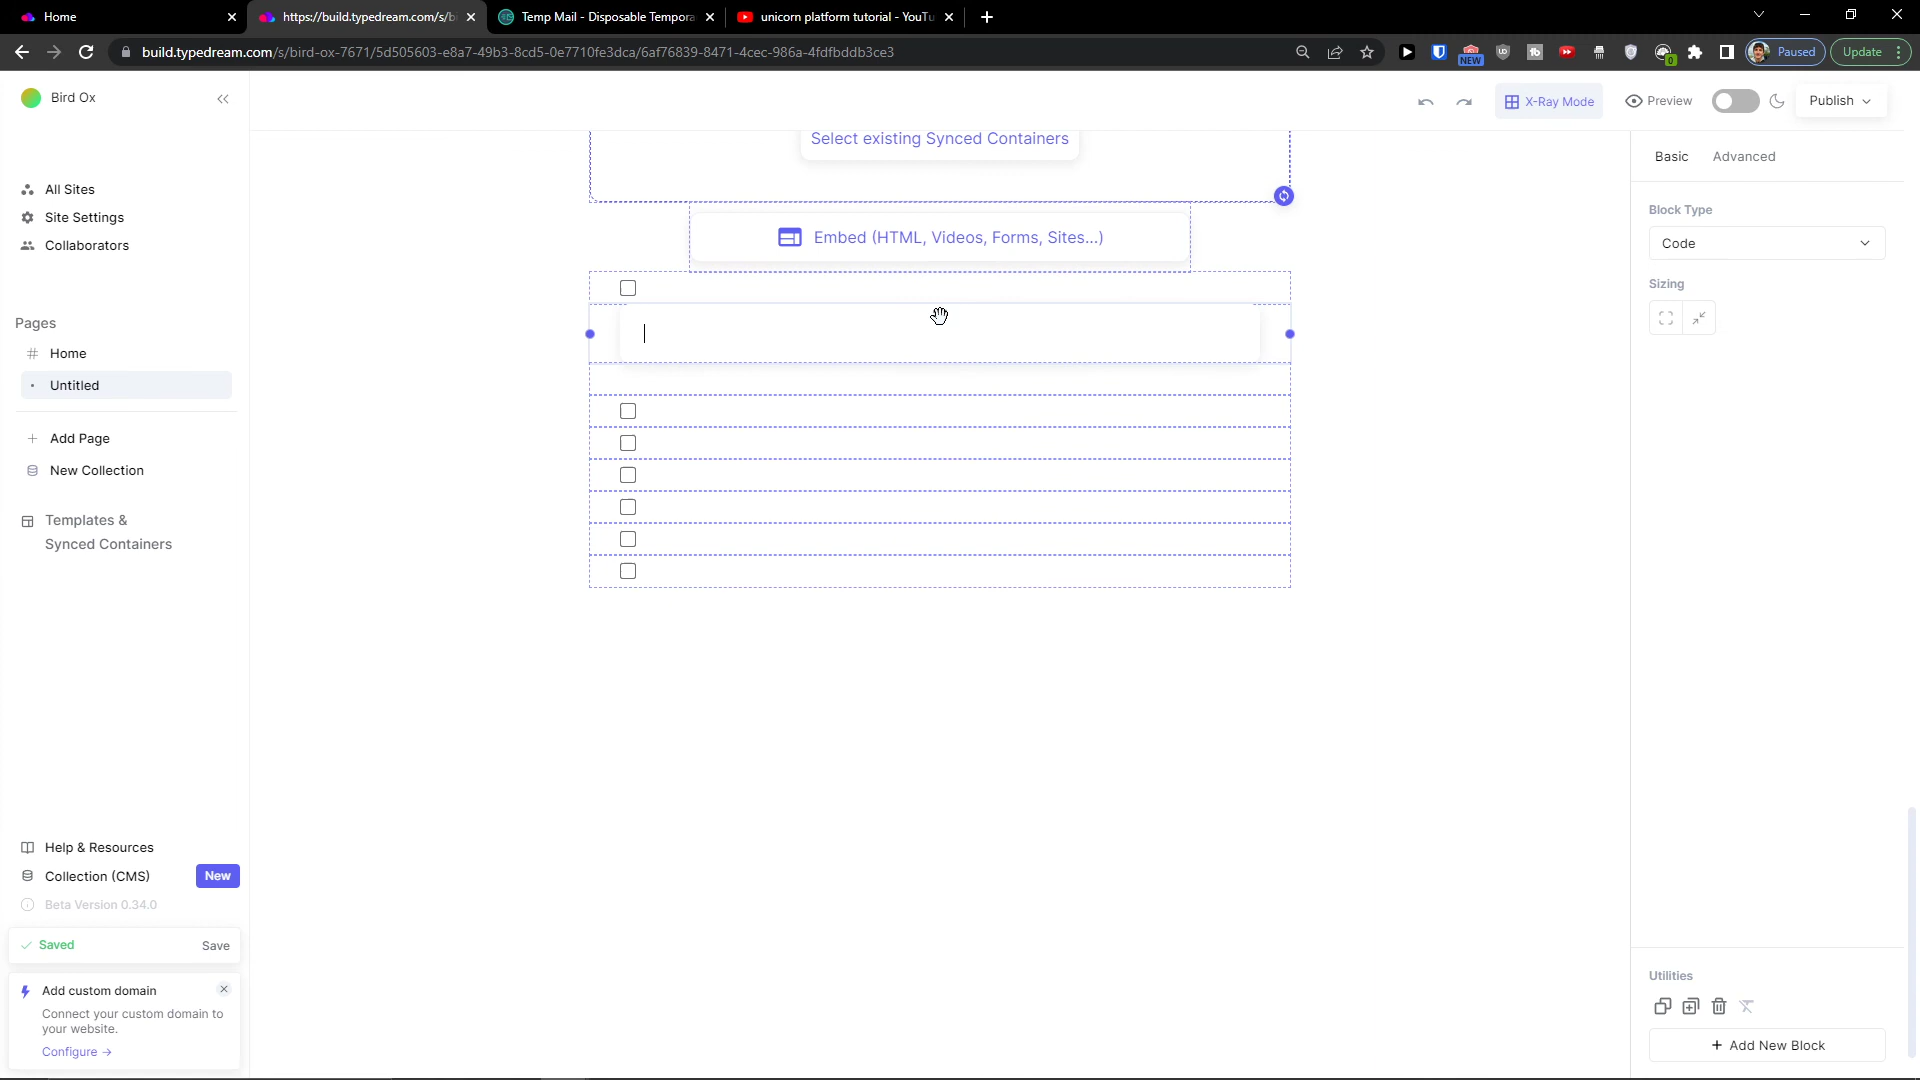 Home
https://build.typedream.com/s/bi
Temp Mail - Disposable Tempora
unicorn platform tutorial - YouTu
build.typedream.com/s/bird-ox-7671/5d505603-e8a7-49b3-8cd5-0e7710fe3dca/6af76839-8471-4cec-986a-4fdfbddb3ce3
NEW
0
Paused
Update
Bird Ox
X-Ray Mode
Preview
Publish
Select existing Synced Containers
Basic
Advanced
All Sites
Site Settings
Collaborators
Block Type
Code
Embed (HTML, Videos, Forms, Sites...)
Sizing
Pages
Home
Untitled
Add Page
New Collection
Templates &
Synced Containers
Help & Resources
Collection (CMS)
New
Beta Version 0.34.0
Saved
Save
Add custom domain
Connect your custom domain to
your website.
Configure →
Utilities
+ Add New Block